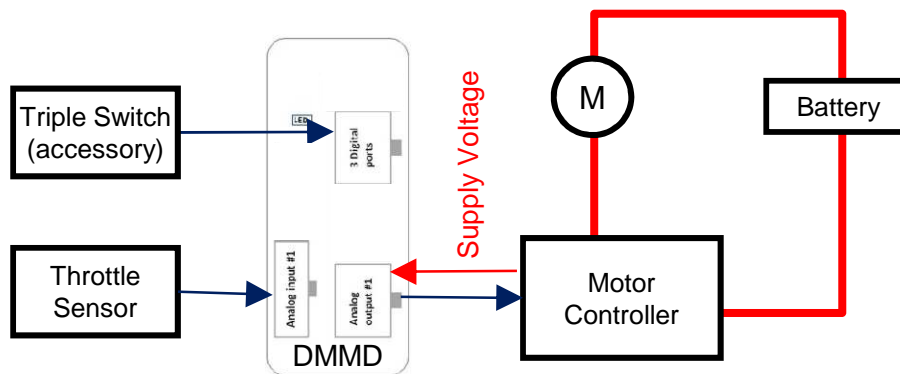 Triple Switch
(accessory)
LED
3 Digital
ports
Supply Voltage
M
Battery
Throttle
Sensor
Analog input #1
Analog
output #1
Motor
Controller
DMMD